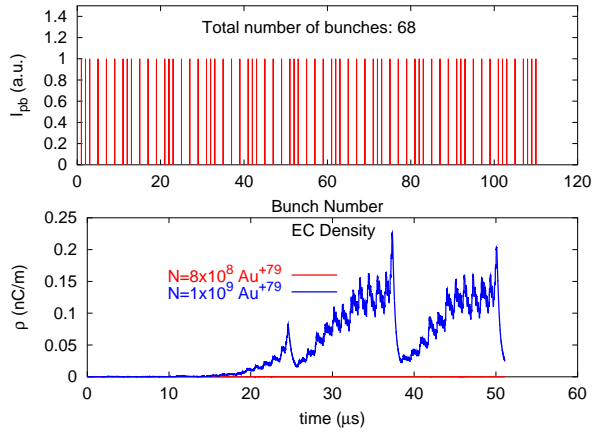 Total number of bunches: 68
I_pb (a.u.)
1.4
1.2
1
0.8
0.6
0.4
0.2
0
0 20 40 60 80 100 120
Bunch Number
EC Density
N=8x10^8 Au^+79
N=1x10^9 Au^+79
ρ (nC/m)
0.25
0.2
0.15
0.1
0.05
0
0 10 20 30 40 50 60
time (μs)